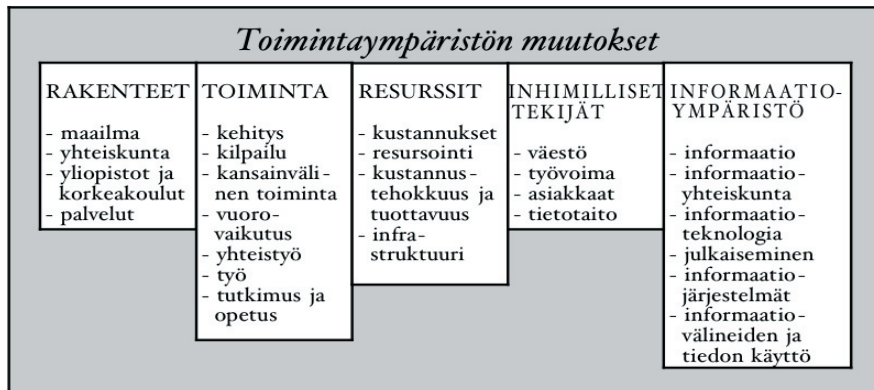 Toimintaympäristön muutokset
RAKENTEET
- maailma
- yhteiskunta
- yliopistot ja
korkeakoulut
- palvelut
TOIMINTA
- kehitys
- kilpailu
- kansainväli-
nen toiminta
- vuoro-
vaikutus
- yhteistyö
- työ
- tutkimus ja
opetus
RESURSSIT
- kustannukset
- resursointi
- kustannus-
tehokkuus ja
tuottavuus
- infra-
struktuuri
INHIMILLISET
TEKIJÄT
- väestö
- työvoima
- asiakkaat
- tietotaito
INFORMAATIO-
YMPÄRISTÖ
- informaatio
- informaatio-
yhteiskunta
- informaatio-
teknologia
- julkaiseminen
- informaatio-
järjestelmät
- informaatio-
välineiden ja
tiedon käyttö